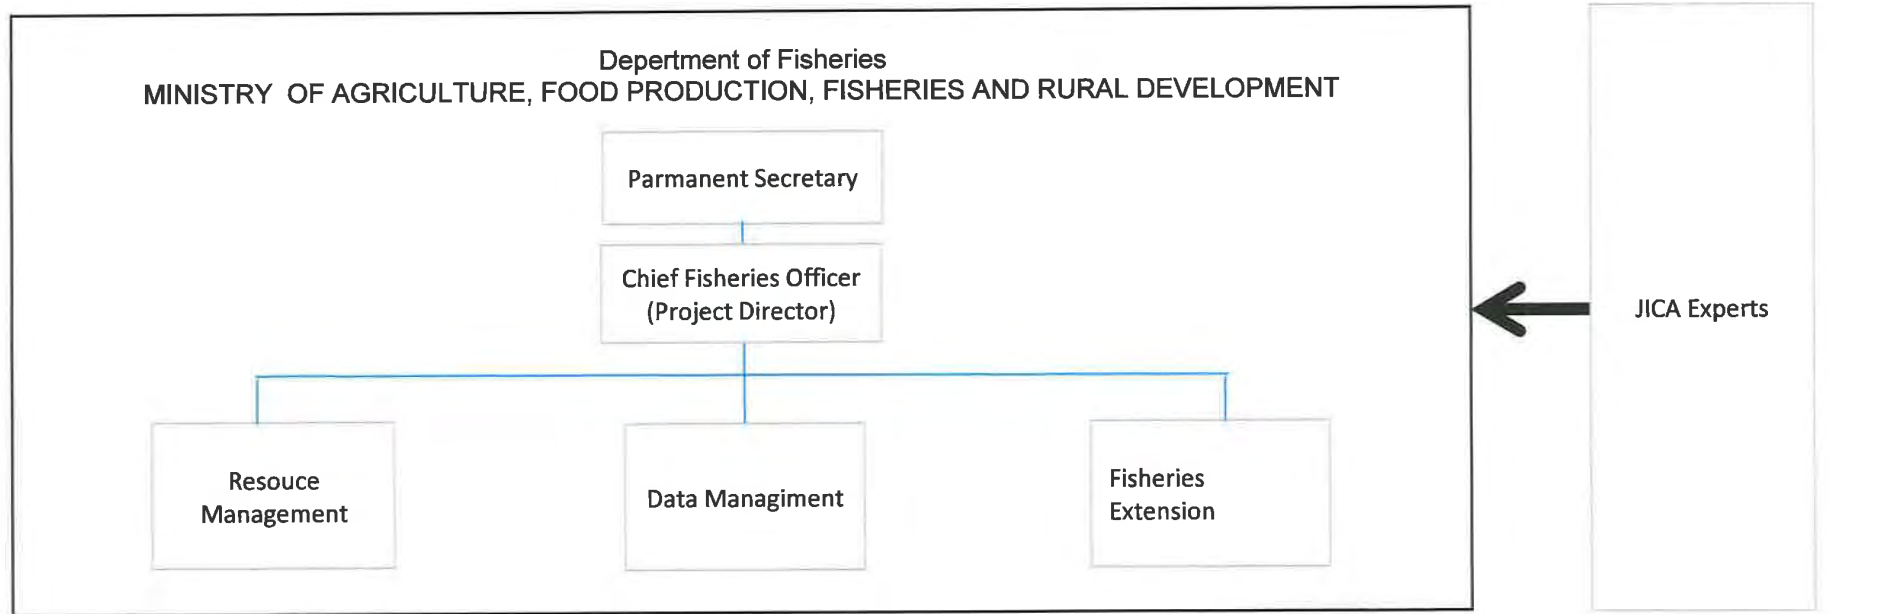 Depertment of Fisheries
MINISTRY OF AGRICULTURE, FOOD PRODUCTION, FISHERIES AND RURAL DEVELOPMENT
Parmanent Secretary
Chief Fisheries Officer
(Project Director)
JICA Experts
Resouce
Management
Data Managiment
Fisheries
Extension